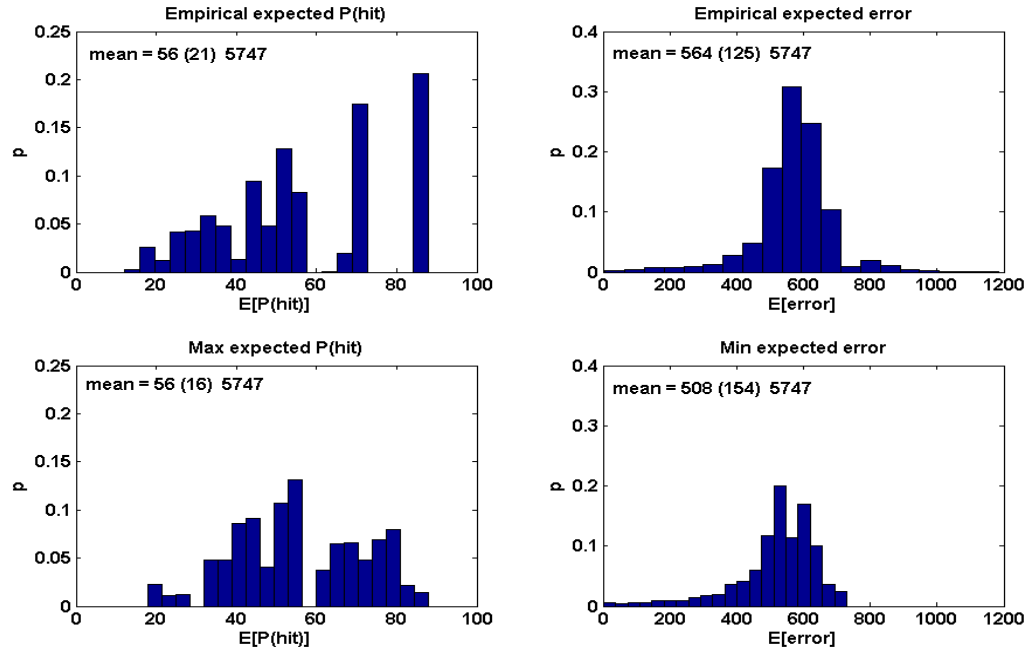 Empirical expected P(hit)
0.25
0.2
0.15
0.1
0.05
0
p
mean = 56 (21) 5747
0 20 40 60 80 100
E[P(hit)]
Empirical expected error
0.4
0.3
0.2
0.1
0
p
mean = 564 (125) 5747
0 200 400 600 800 1000 1200
E[error]
Max expected P(hit)
0.25
0.2
0.15
0.1
0.05
0
p
mean = 56 (16) 5747
0 20 40 60 80 100
E[P(hit)]
Min expected error
0.4
0.3
0.2
0.1
0
p
mean = 508 (154) 5747
0 200 400 600 800 1000 1200
E[error]